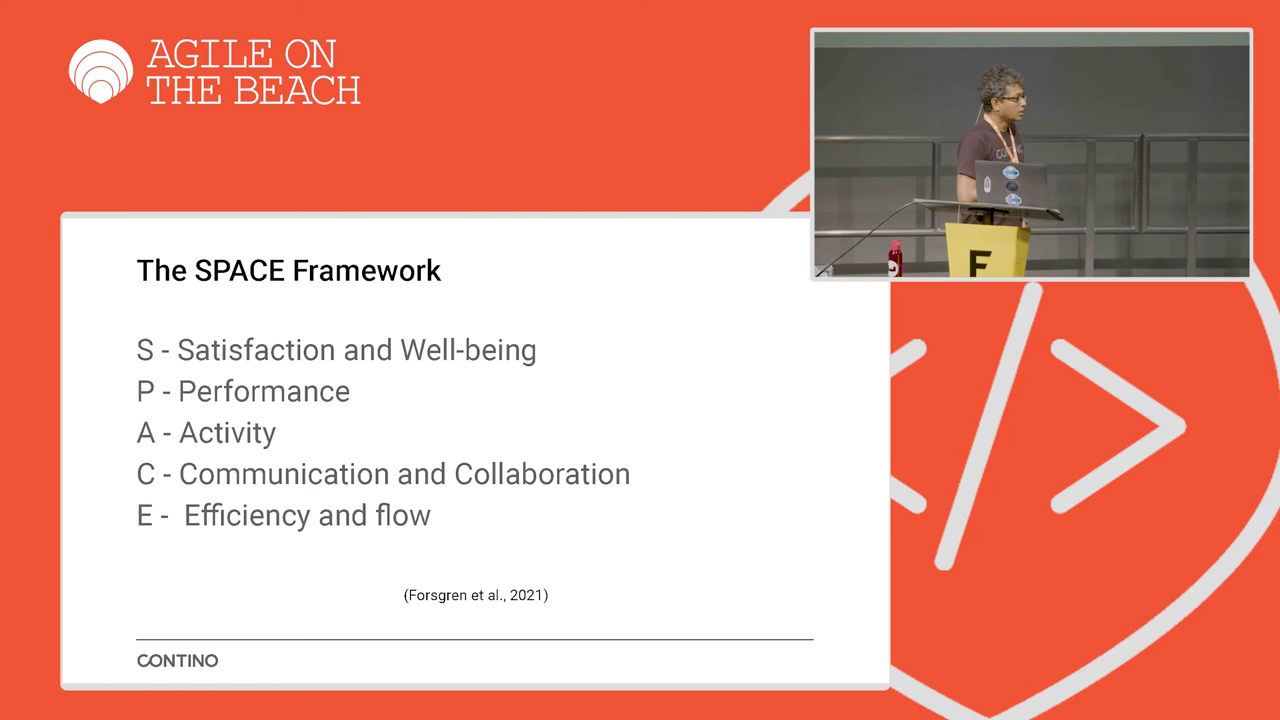 AGILE ON
THE BEACH
The SPACE Framework
S - Satisfaction and Well-being
P - Performance
A - Activity
C - Communication and Collaboration
E - Efficiency and flow
(Forsgren et al., 2021)
CONTINO
F